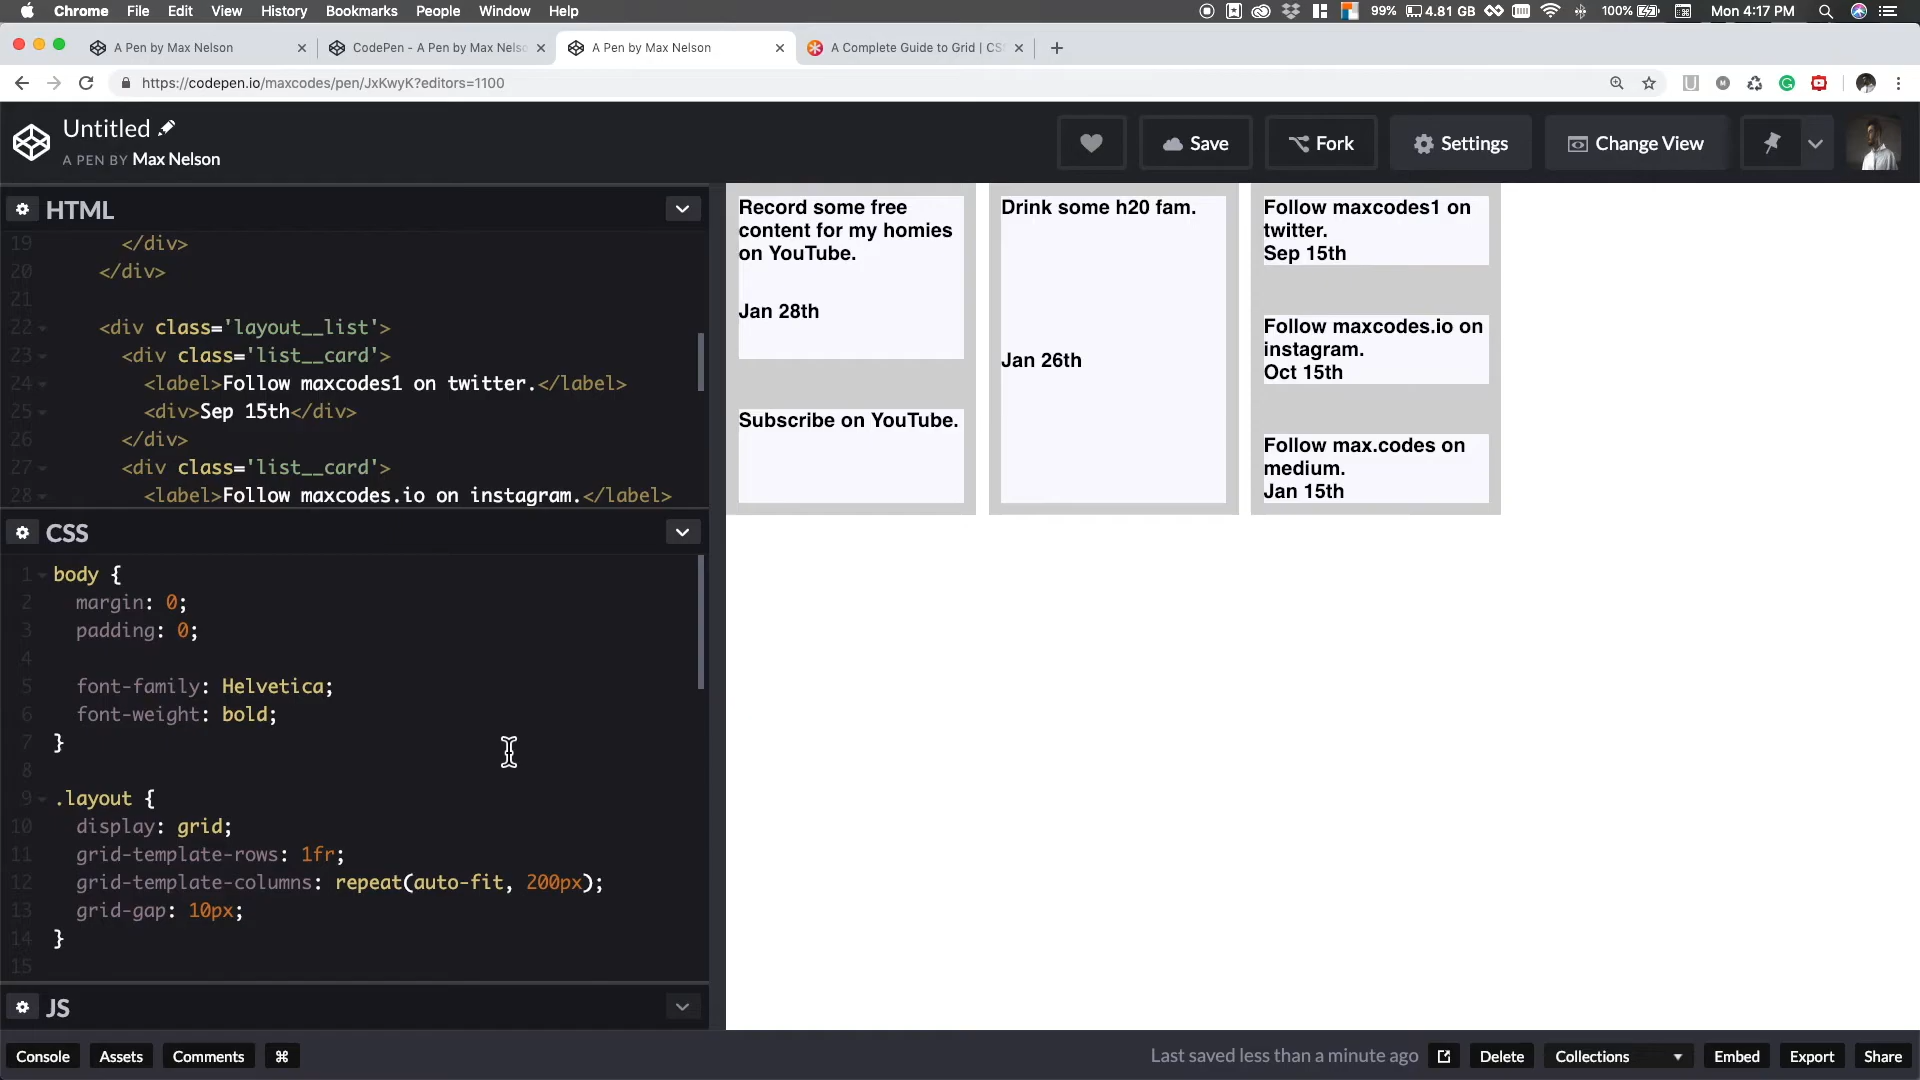 Chrome File Edit View History Bookmarks People Window Help 99% 4.81 GB 100% Mon 4:17 PM
A Pen by Max Nelson
CodePen - A Pen by Max Nelso
A Pen by Max Nelson
A Complete Guide to Grid | CS
https://codepen.io/maxcodes/pen/JxKwyK?editors=1100
Untitled
A PEN BY Max Nelson
Save
Fork
Settings
Change View
HTML
19 </div>
20 </div>
21
22 <div class='layout__list'>
23 <div class='list__card'>
24 <label>Follow maxcodes1 on twitter.</label>
25 <div>Sep 15th</div>
26 </div>
27 <div class='list__card'>
28 <label>Follow maxcodes.io on instagram.</label>
CSS
1 body {
2 margin: 0;
3 padding: 0;
4
5 font-family: Helvetica;
6 font-weight: bold;
7 }
8
9 .layout {
10 display: grid;
11 grid-template-rows: 1fr;
12 grid-template-columns: repeat(auto-fit, 200px);
13 grid-gap: 10px;
14 }
15
JS
Record some free
content for my homies
on YouTube.
Jan 28th
Subscribe on YouTube.
Drink some h20 fam.
Jan 26th
Follow maxcodes1 on
twitter.
Sep 15th
Follow maxcodes.io on
instagram.
Oct 15th
Follow max.codes on
medium.
Jan 15th
Console Assets Comments ⌘ Last saved less than a minute ago Delete Collections Embed Export Share